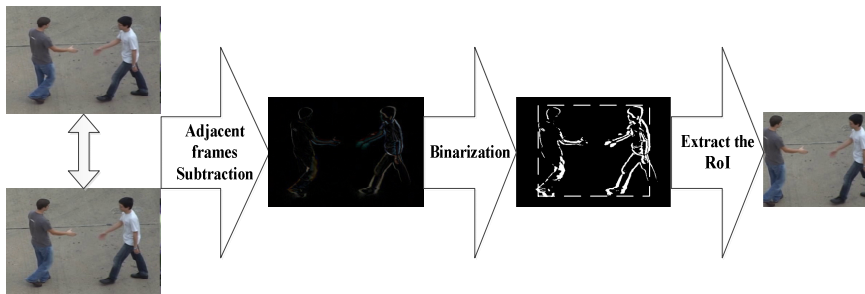 Adjacent
frames
Subtraction
Binarization
Extract the
RoI